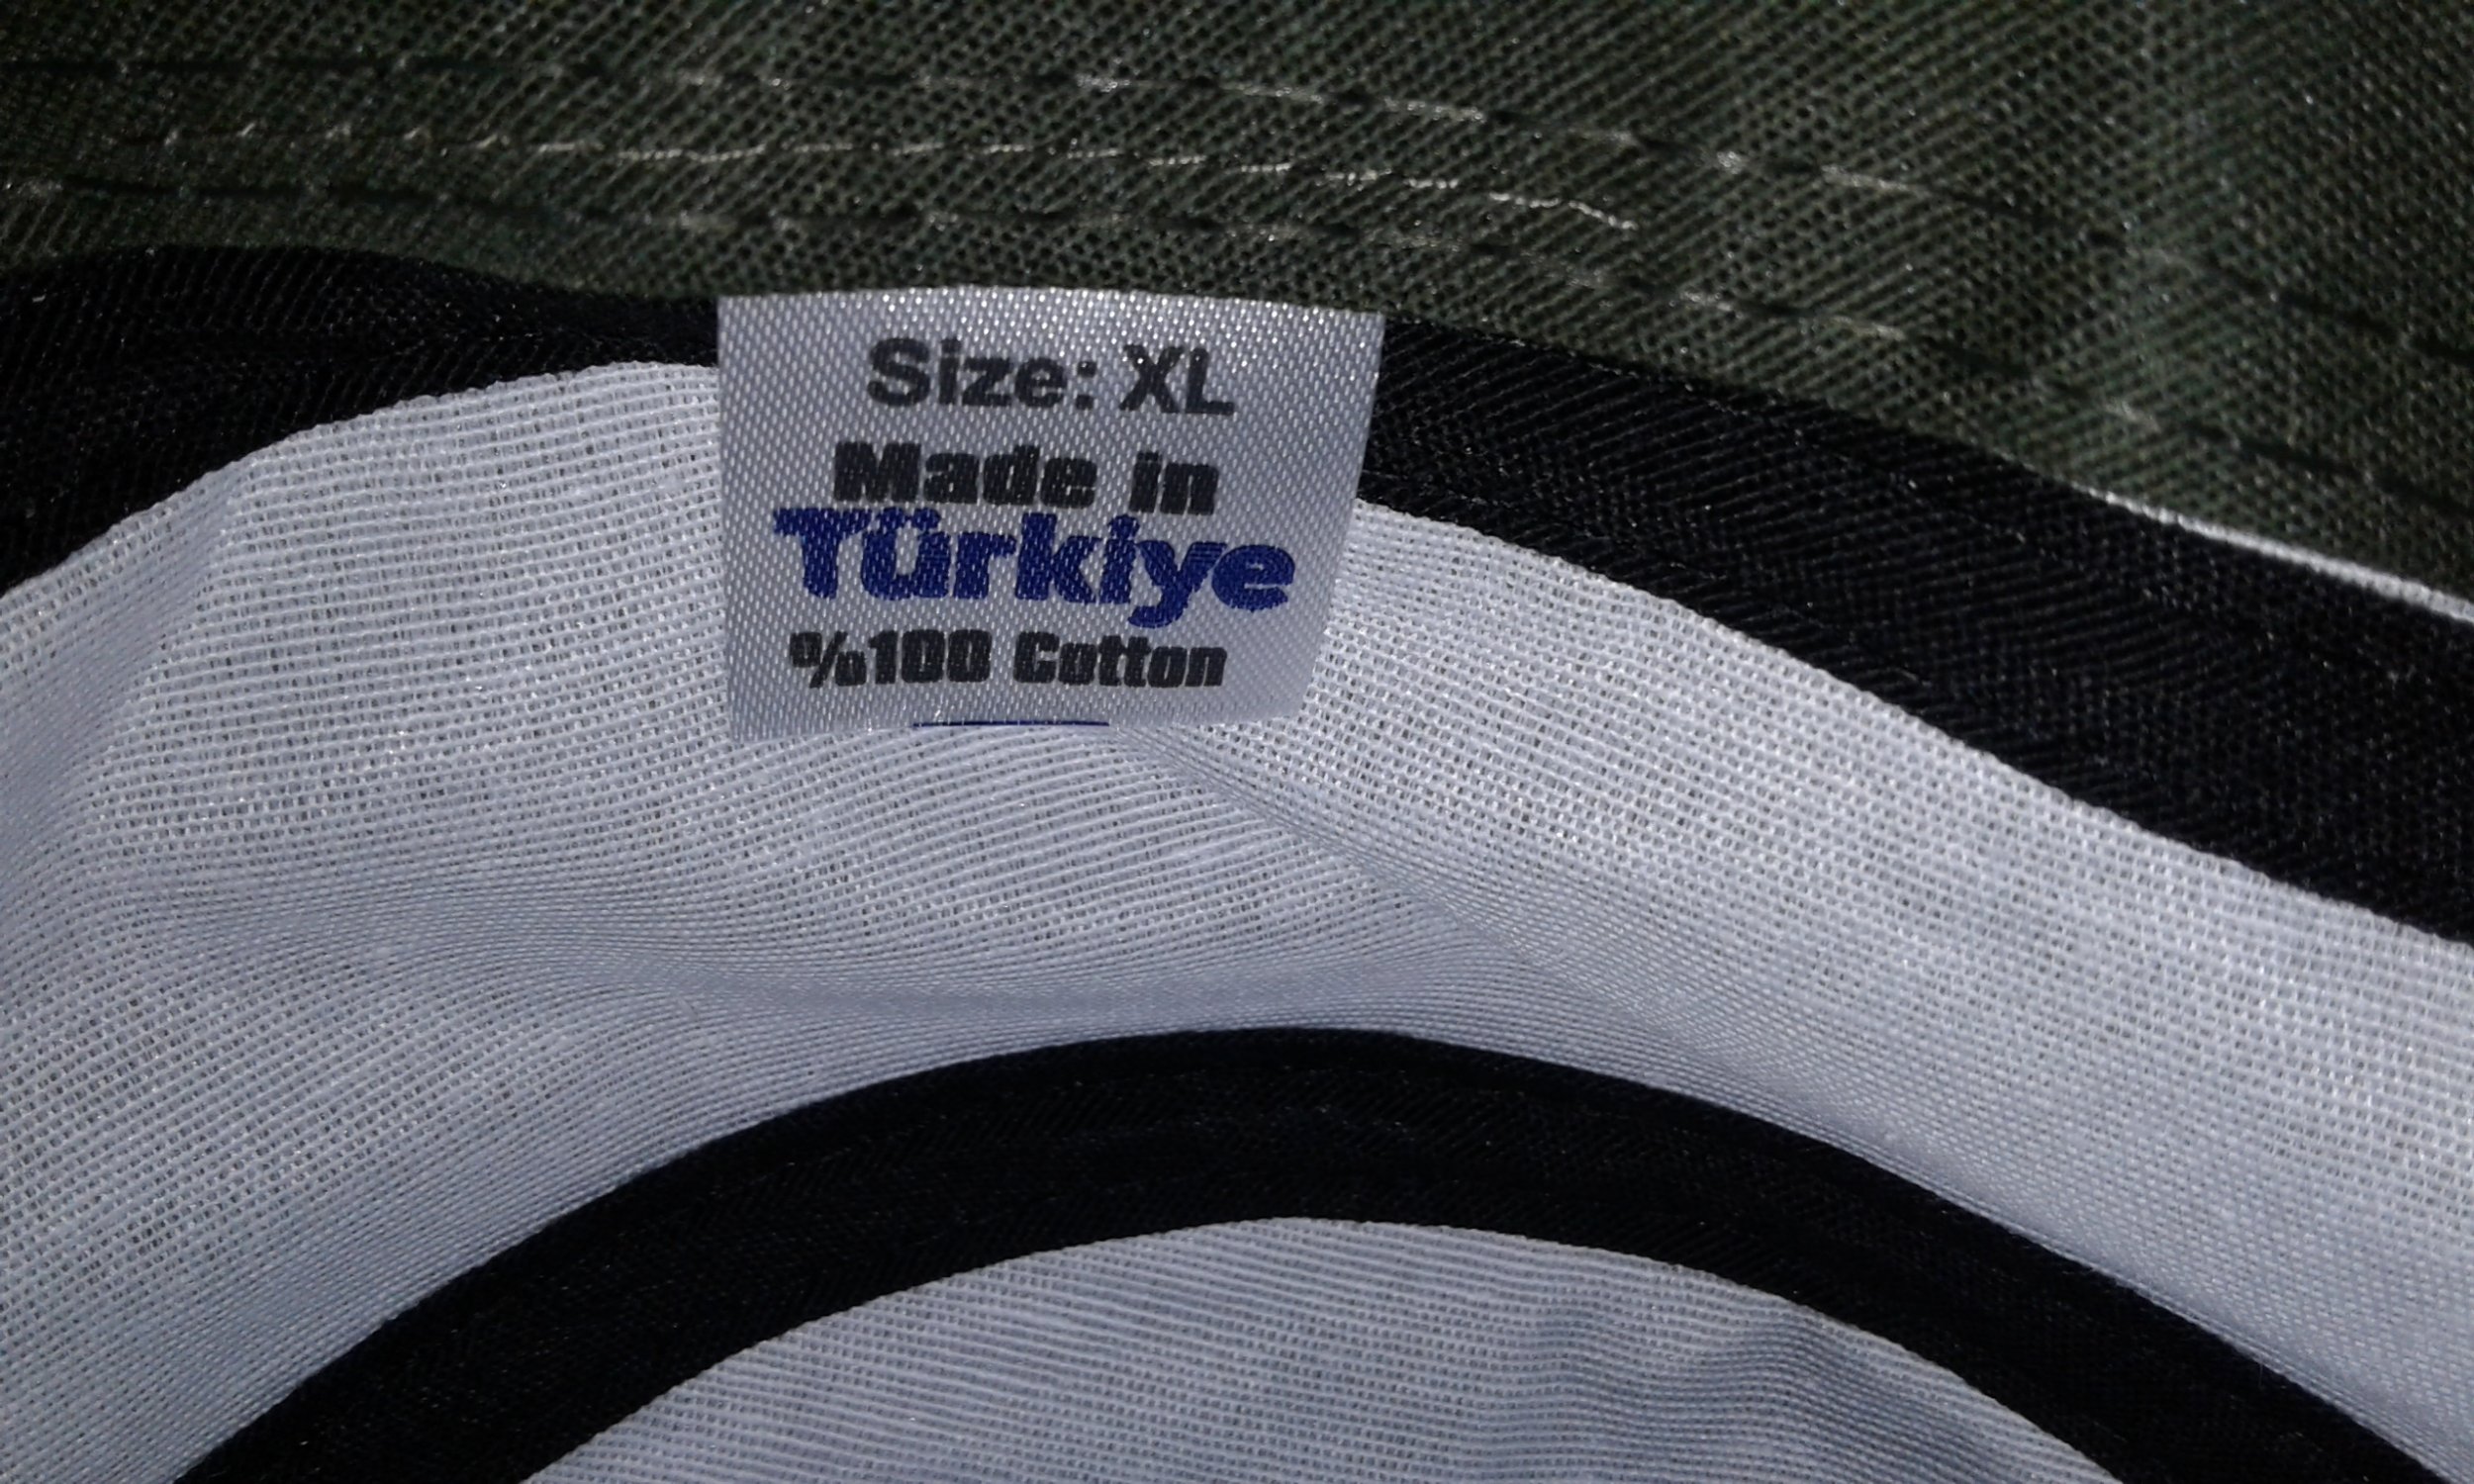 Size: XL
Made in
Türkiye
%100 Cotton